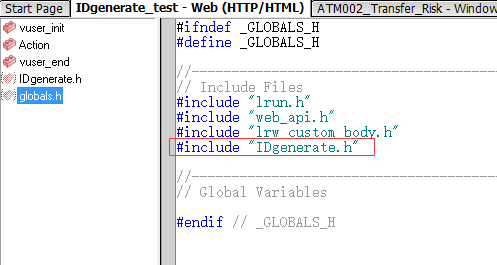 Start Page IDgenerate_test - Web (HTTP/HTML) ATM002_Transfer_Risk - Window
vuser_init
Action
vuser_end
IDgenerate.h
globals.h
#ifndef _GLOBALS_H
#define _GLOBALS_H
//--------------------------------------------------
// Include Files
#include "lrun.h"
#include "web_api.h"
#include "lrw_custom_body.h"
#include "IDgenerate.h"
//--------------------------------------------------
// Global Variables
#endif // _GLOBALS_H